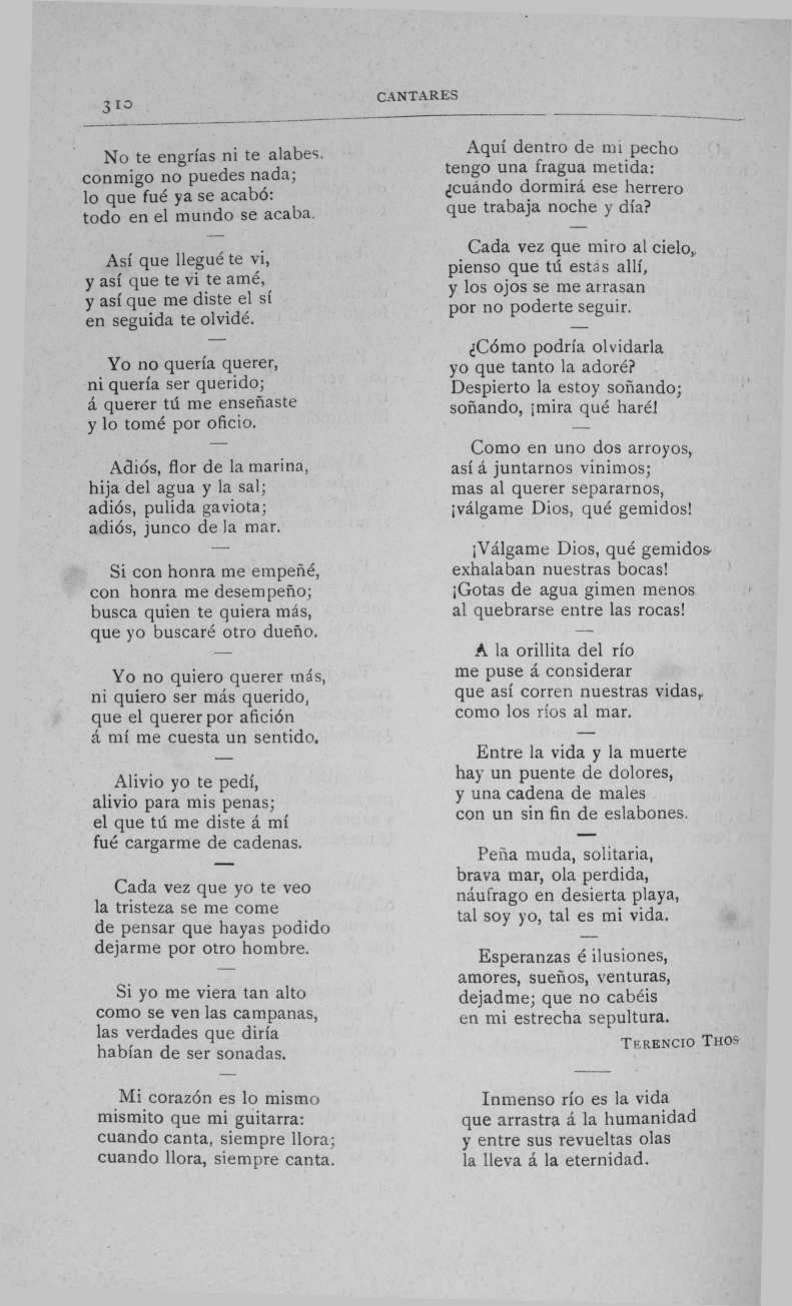 310
CANTARES
No te engrías ni te alabes.
conmigo no puedes nada;
lo que fué ya se acabó:
todo en el mundo se acaba.
Así que llegué te vi,
y así que te vi te amé,
y así que me diste el sí
en seguida te olvidé.
Yo no quería querer,
ni quería ser querido;
á querer tú me enseñaste
y lo tomé por oficio.
Adiós, flor de la marina,
hija del agua y la sal;
adiós, pulida gaviota;
adiós, junco de la mar.
Si con honra me empeñé,
con honra me desempeño;
busca quien te quiera más,
que yo buscaré otro dueño.
Yo no quiero querer más,
ni quiero ser más querido,
que el querer por afición
á mí me cuesta un sentido.
Alivio yo te pedí,
alivio para mis penas;
el que tú me diste á mí
fué cargarme de cadenas.
Cada vez que yo te veo
la tristeza se me come
de pensar que hayas podido
dejarme por otro hombre.
Si yo me viera tan alto
como se ven las campanas,
las verdades que diría
habían de ser sonadas.
Mi corazón es lo mismo
mismito que mi guitarra:
cuando canta, siempre llora;
cuando llora, siempre canta.
Aquí dentro de mi pecho
tengo una fragua metida:
¿cuándo dormirá ese herrero
que trabaja noche y día?
Cada vez que miro al cielo,
pienso que tú estás allí,
y los ojos se me arrasan
por no poderte seguir.
¿Cómo podría olvidarla
yo que tanto la adoré?
Despierto la estoy soñando;
soñando, ¡mira qué haré!
Como en uno dos arroyos,
así á juntarnos vinimos;
mas al querer separarnos,
¡válgame Dios, qué gemidos!
¡Válgame Dios, qué gemidos
exhalaban nuestras bocas!
¡Gotas de agua gimen menos
al quebrarse entre las rocas!
A la orillita del río
me puse á considerar
que así corren nuestras vidas,
como los ríos al mar.
Entre la vida y la muerte
hay un puente de dolores,
y una cadena de males
con un sin fin de eslabones.
Peña muda, solitaria,
brava mar, ola perdida,
náufrago en desierta playa,
tal soy yo, tal es mi vida.
Esperanzas é ilusiones,
amores, sueños, venturas,
dejadme; que no cabéis
en mi estrecha sepultura.
TERENCIO THOS
Inmenso río es la vida
que arrastra á la humanidad
y entre sus revueltas olas
la lleva á la eternidad.